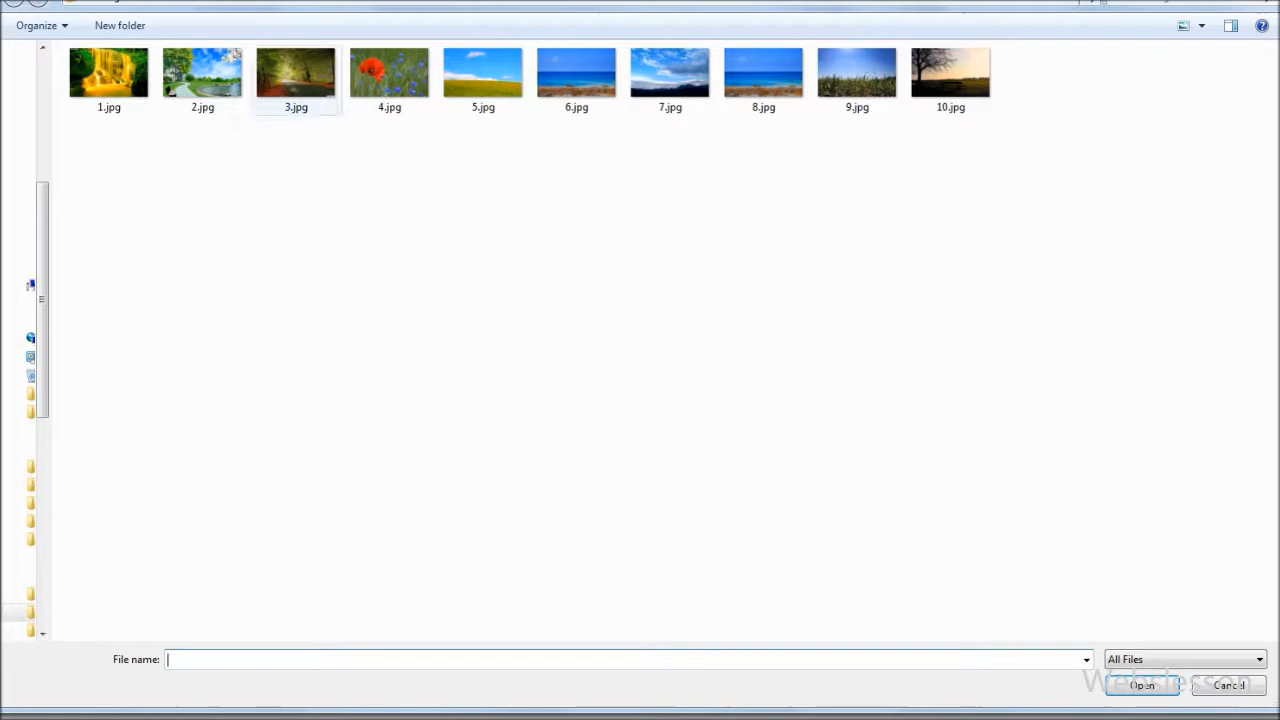 Organize New folder
1.jpg 2.jpg 3.jpg 4.jpg 5.jpg 6.jpg 7.jpg 8.jpg 9.jpg 10.jpg
File name: All Files
Open Cancel
Webslesson